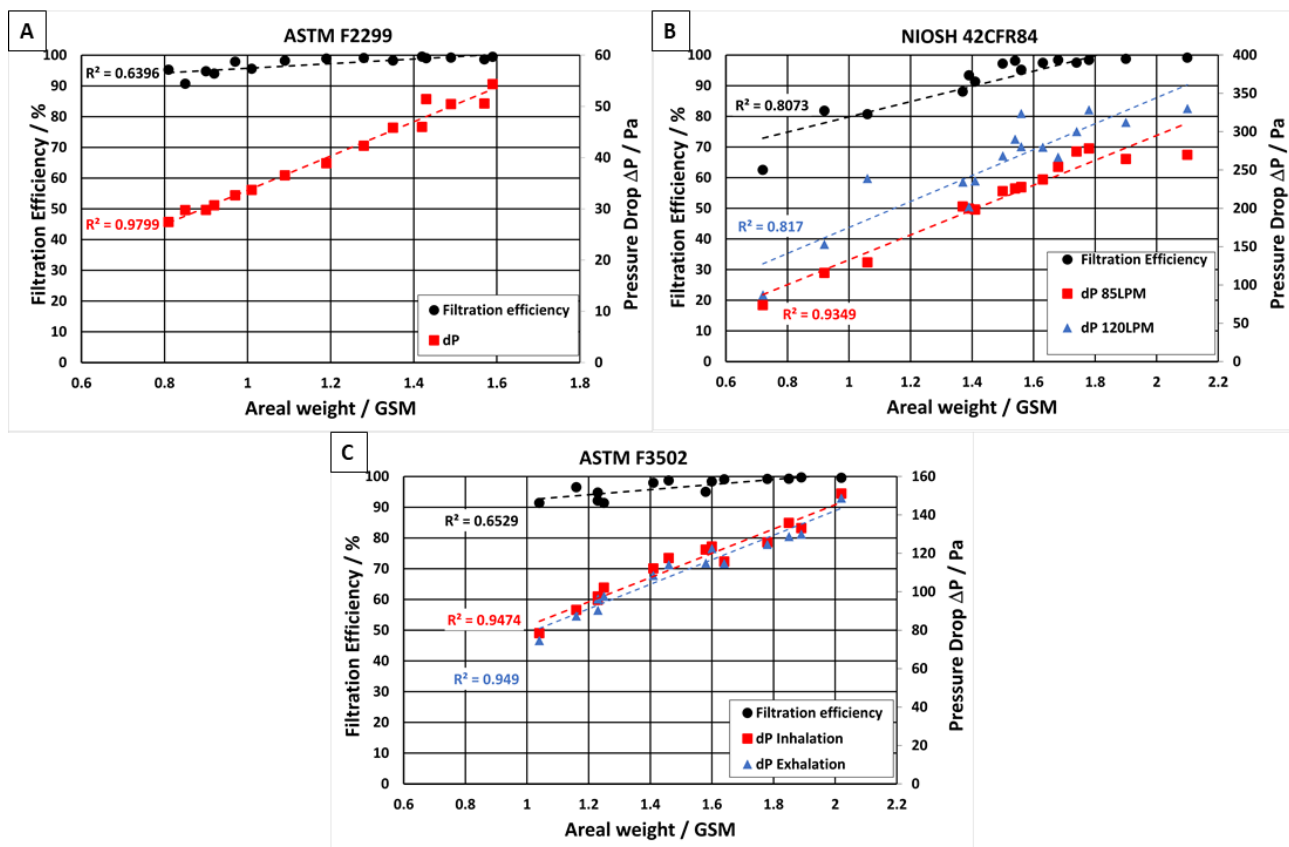 A
ASTM F2299
100
90
80
70
60
50
40
30
20
10
0
Filtration Efficiency / %
R² = 0.6396
R² = 0.9799
Filtration efficiency
dP
60
50
40
30
20
10
0
Pressure Drop ΔP / Pa
0.6 0.8 1 1.2 1.4 1.6 1.8
Areal weight / GSM
B
NIOSH 42CFR84
100
90
80
70
60
50
40
30
20
10
0
Filtration Efficiency / %
R² = 0.8073
R² = 0.817
R² = 0.9349
Filtration Efficiency
dP 85LPM
dP 120LPM
400
350
300
250
200
150
100
50
0
Pressure Drop ΔP / Pa
0.6 0.8 1 1.2 1.4 1.6 1.8 2 2.2
Areal weight / GSM
C
ASTM F3502
100
90
80
70
60
50
40
30
20
10
0
Filtration Efficiency / %
R² = 0.6529
R² = 0.9474
R² = 0.949
Filtration efficiency
dP Inhalation
dP Exhalation
160
140
120
100
80
60
40
20
0
Pressure Drop ΔP / Pa
0.6 0.8 1 1.2 1.4 1.6 1.8 2 2.2
Areal weight / GSM